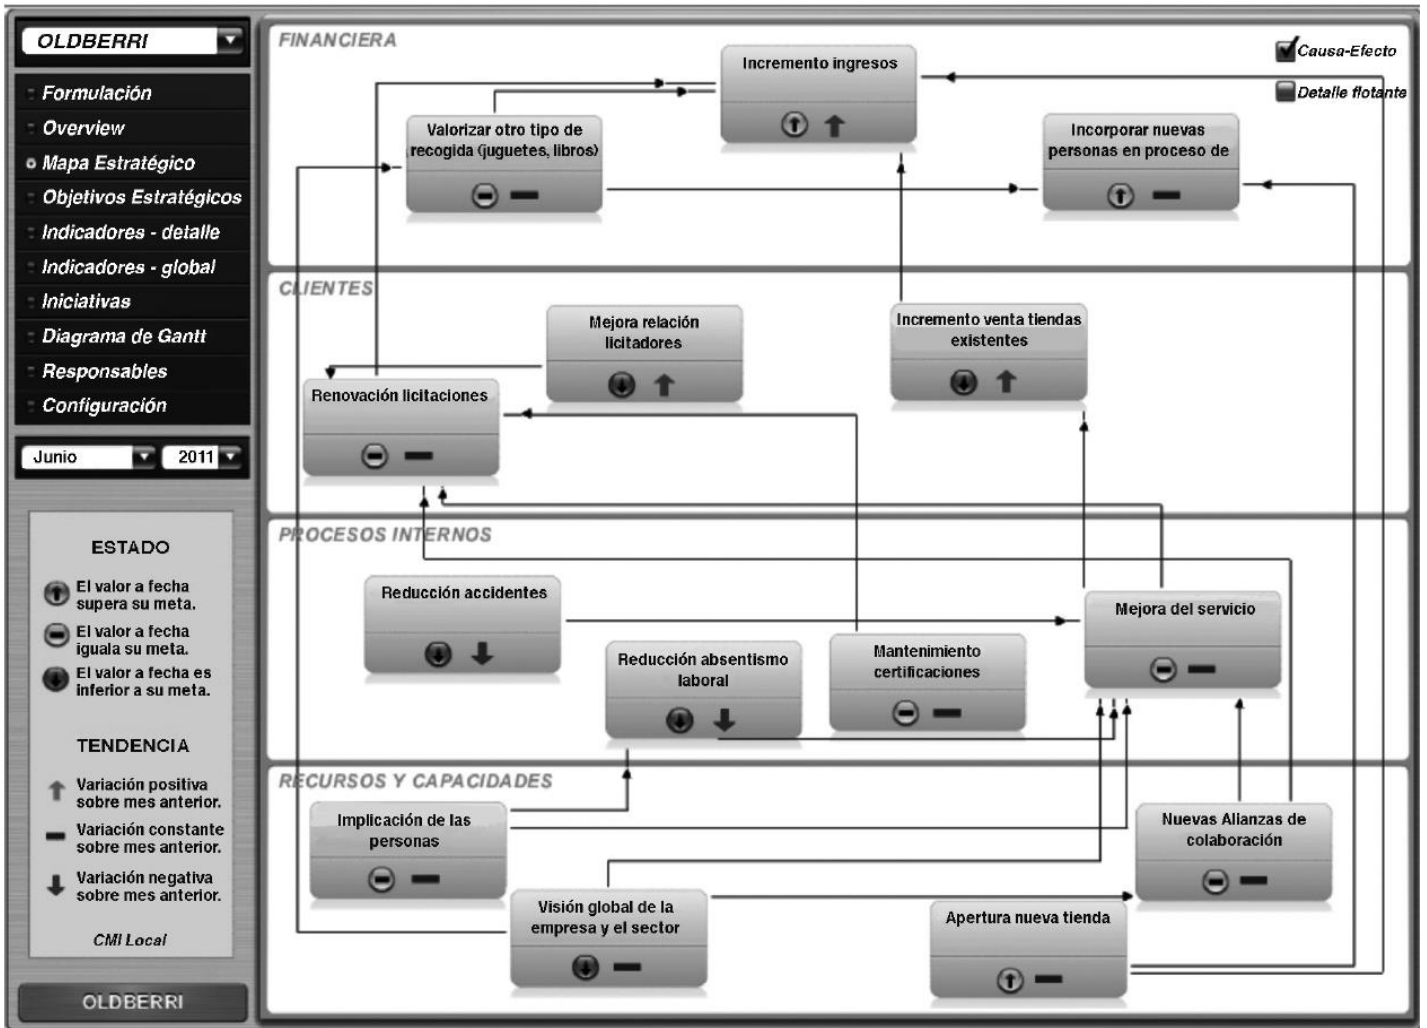 OLDBERRI
Formulación
Overview
Mapa Estratégico
Objetivos Estratégicos
Indicadores - detalle
Indicadores - global
Iniciativas
Diagrama de Gantt
Responsables
Configuración
Junio
2011
ESTADO
El valor a fecha
supera su meta.
El valor a fecha
iguala su meta.
El valor a fecha es
inferior a su meta.
TENDENCIA
Variación positiva
sobre mes anterior.
Variación constante
sobre mes anterior.
Variación negativa
sobre mes anterior.
CMI Local
OLDBERRI
FINANCIERA
Causa-Efecto
Detalle flotante
Incremento ingresos
Valorizar otro tipo de
recogida (juguetes, libros)
Incorporar nuevas
personas en proceso de
CLIENTES
Mejora relación
licitadores
Incremento venta tiendas
existentes
Renovación licitaciones
PROCESOS INTERNOS
Reducción accidentes
Mejora del servicio
Reducción absentismo
laboral
Mantenimiento
certificaciones
RECURSOS Y CAPACIDADES
Implicación de las
personas
Nuevas Alianzas de
colaboración
Visión global de la
empresa y el sector
Apertura nueva tienda